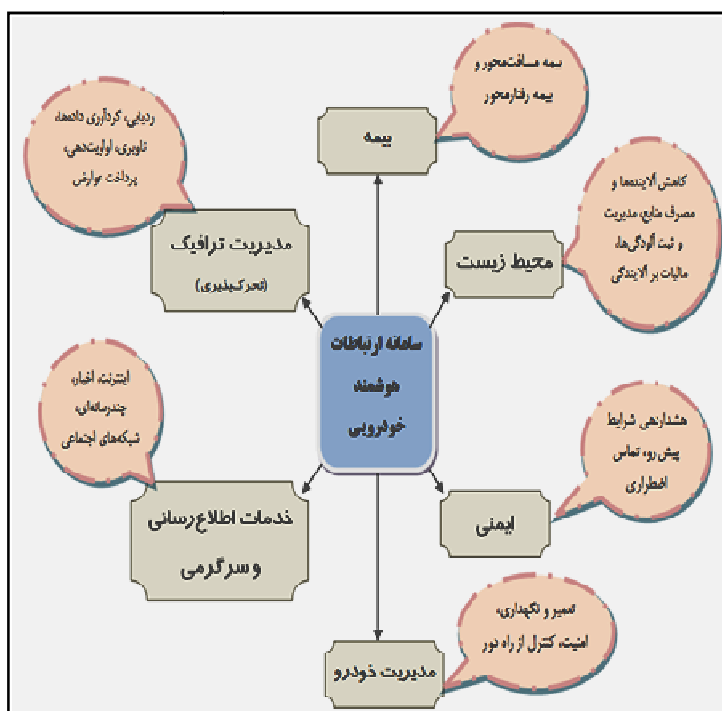 بیمه مسافت‌محور و
بیمه رفتارمحور
بیمه
ردیابی، گردآوری داده‌ها،
ناوبری، اولویت‌دهی،
پرداخت عوارض
مدیریت ترافیک
(تحرک‌پذیری)
کاهش آلاینده‌ها و
مصرف منابع، مدیریت
و ثبت آلودگی‌ها،
مالیات بر آلایندگی
محیط زیست
سامانه ارتباطات
هوشمند
خودرویی
اینترنت، اخبار،
چندرسانه‌ای،
شبکه‌های اجتماعی
خدمات اطلاع‌رسانی
و سرگرمی
هشداردهی شرایط
پیش‌رو، تماس
اضطراری
ایمنی
تعمیر و نگهداری،
امنیت، کنترل از راه دور
مدیریت خودرو